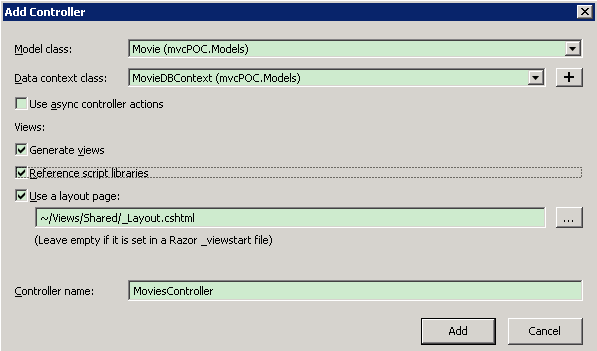 Add Controller
Model class: Movie (mvcPOC.Models)
Data context class: MovieDBContext (mvcPOC.Models) +
Use async controller actions
Views:
Generate views
Reference script libraries
Use a layout page:
~/Views/Shared/_Layout.cshtml ...
(Leave empty if it is set in a Razor _viewstart file)
Controller name: MoviesController
Add Cancel